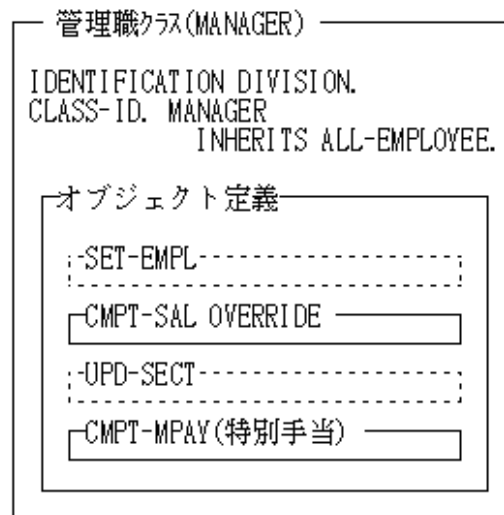 管理職ｸﾗｽ(MANAGER)
IDENTIFICATION DIVISION.
CLASS-ID. MANAGER
INHERITS ALL-EMPLOYEE.
オブジェクト定義
SET-EMPL
CMPT-SAL OVERRIDE
UPD-SECT
CMPT-MPAY(特別手当)